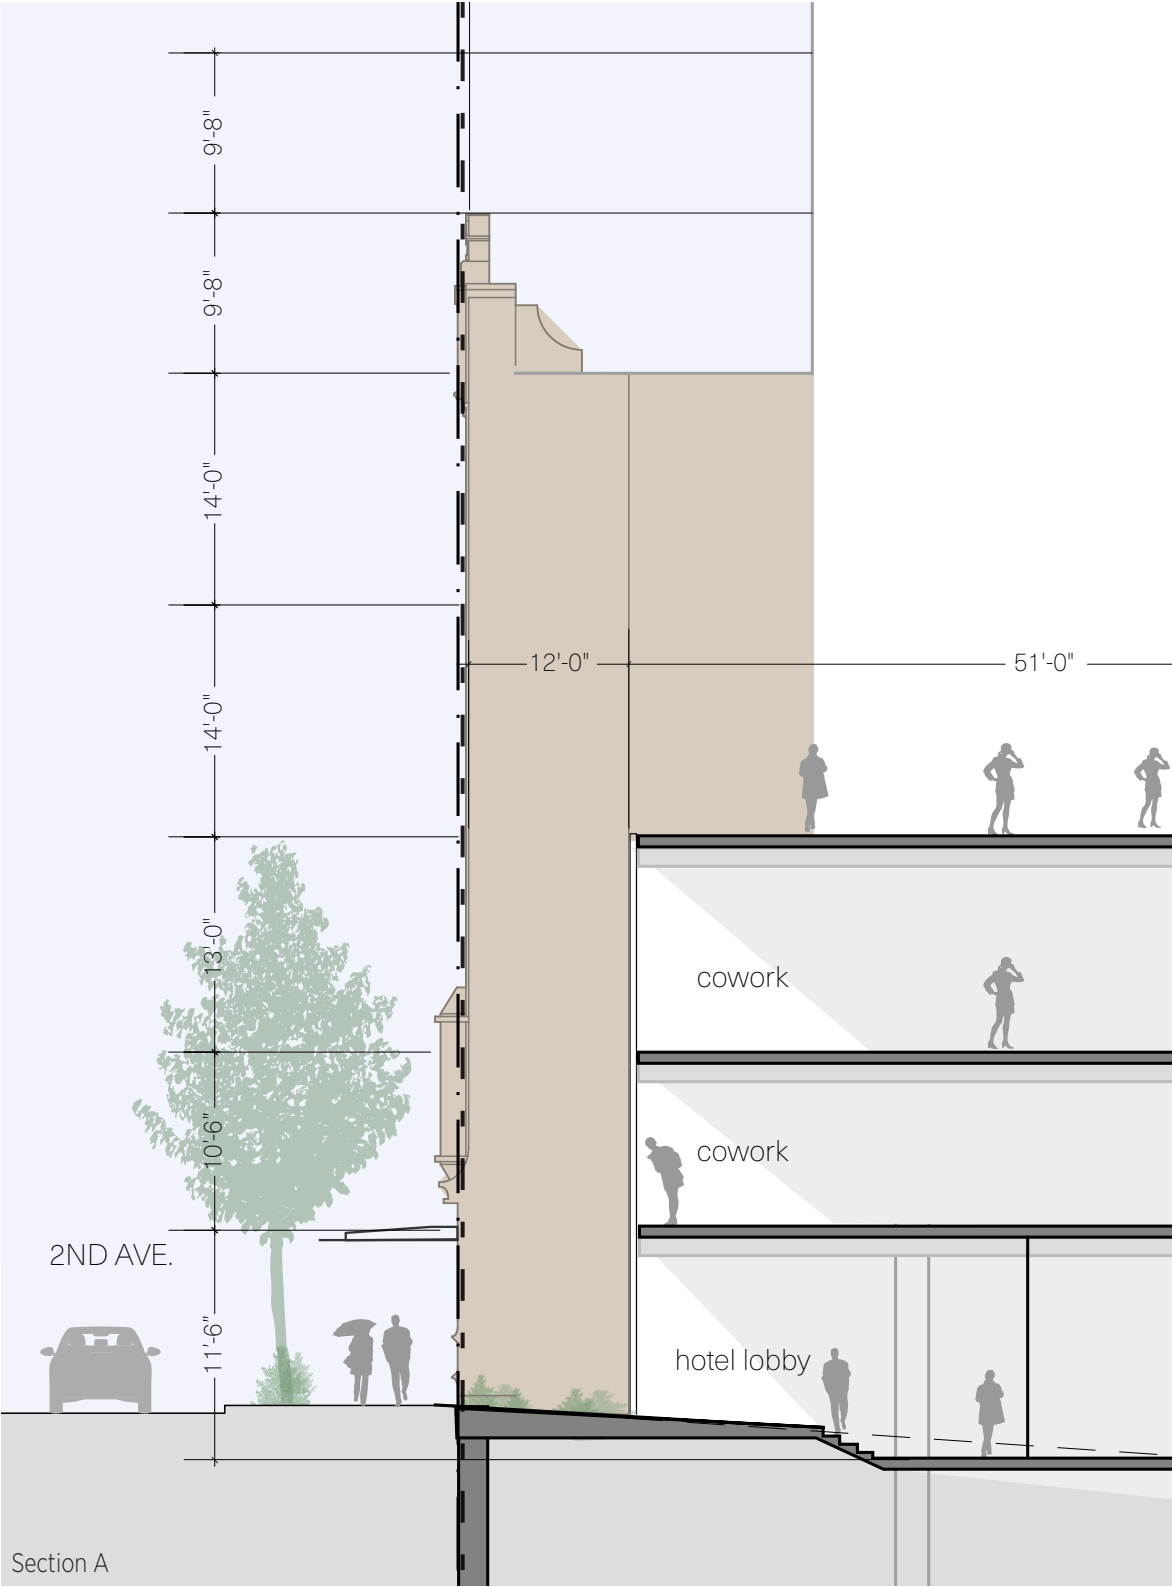 9'-8"
9'-8"
14'-0"
12'-0"
51'-0"
14'-0"
13'-0"
cowork
10'-6"
cowork
2ND AVE.
11'-6"
hotel lobby
Section A